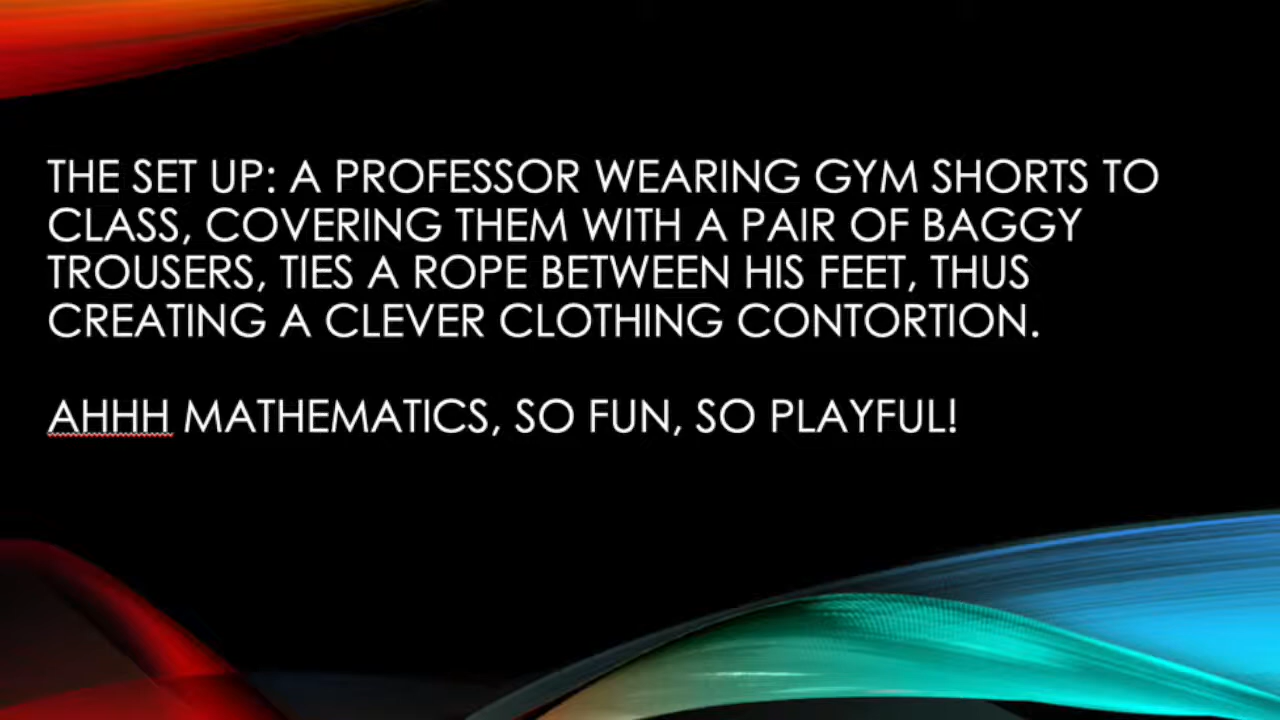 THE SET UP: A PROFESSOR WEARING GYM SHORTS TO
CLASS, COVERING THEM WITH A PAIR OF BAGGY
TROUSERS, TIES A ROPE BETWEEN HIS FEET, THUS
CREATING A CLEVER CLOTHING CONTORTION.
AHHH MATHEMATICS, SO FUN, SO PLAYFUL!